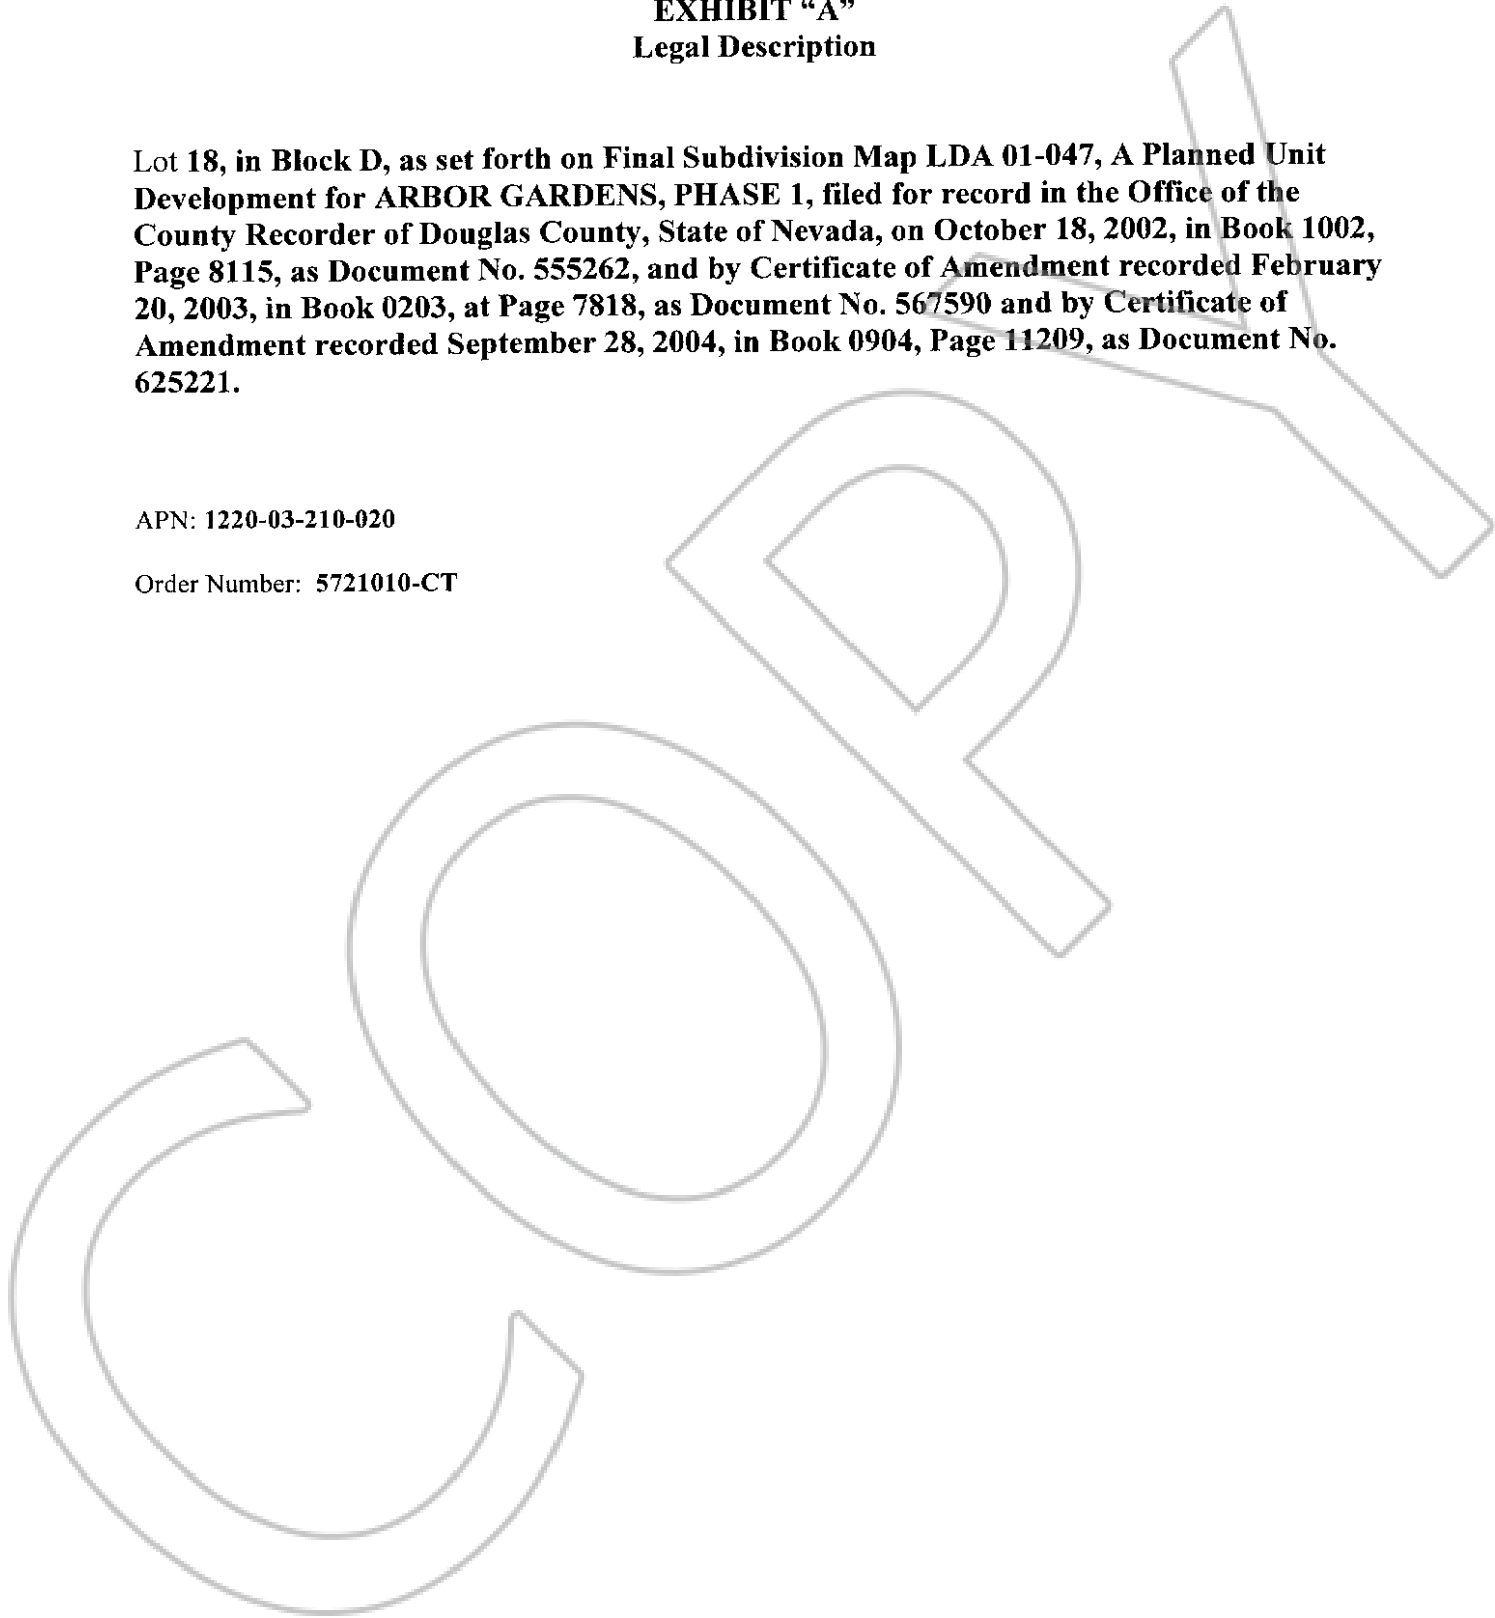 EXHIBIT “A”
Legal Description
Lot 18, in Block D, as set forth on Final Subdivision Map LDA 01-047, A Planned Unit
Development for ARBOR GARDENS, PHASE 1, filed for record in the Office of the
County Recorder of Douglas County, State of Nevada, on October 18, 2002, in Book 1002,
Page 8115, as Document No. 555262, and by Certificate of Amendment recorded February
20, 2003, in Book 0203, at Page 7818, as Document No. 567590 and by Certificate of
Amendment recorded September 28, 2004, in Book 0904, Page 11209, as Document No.
625221.
APN: 1220-03-210-020
Order Number: 5721010-CT
COPY